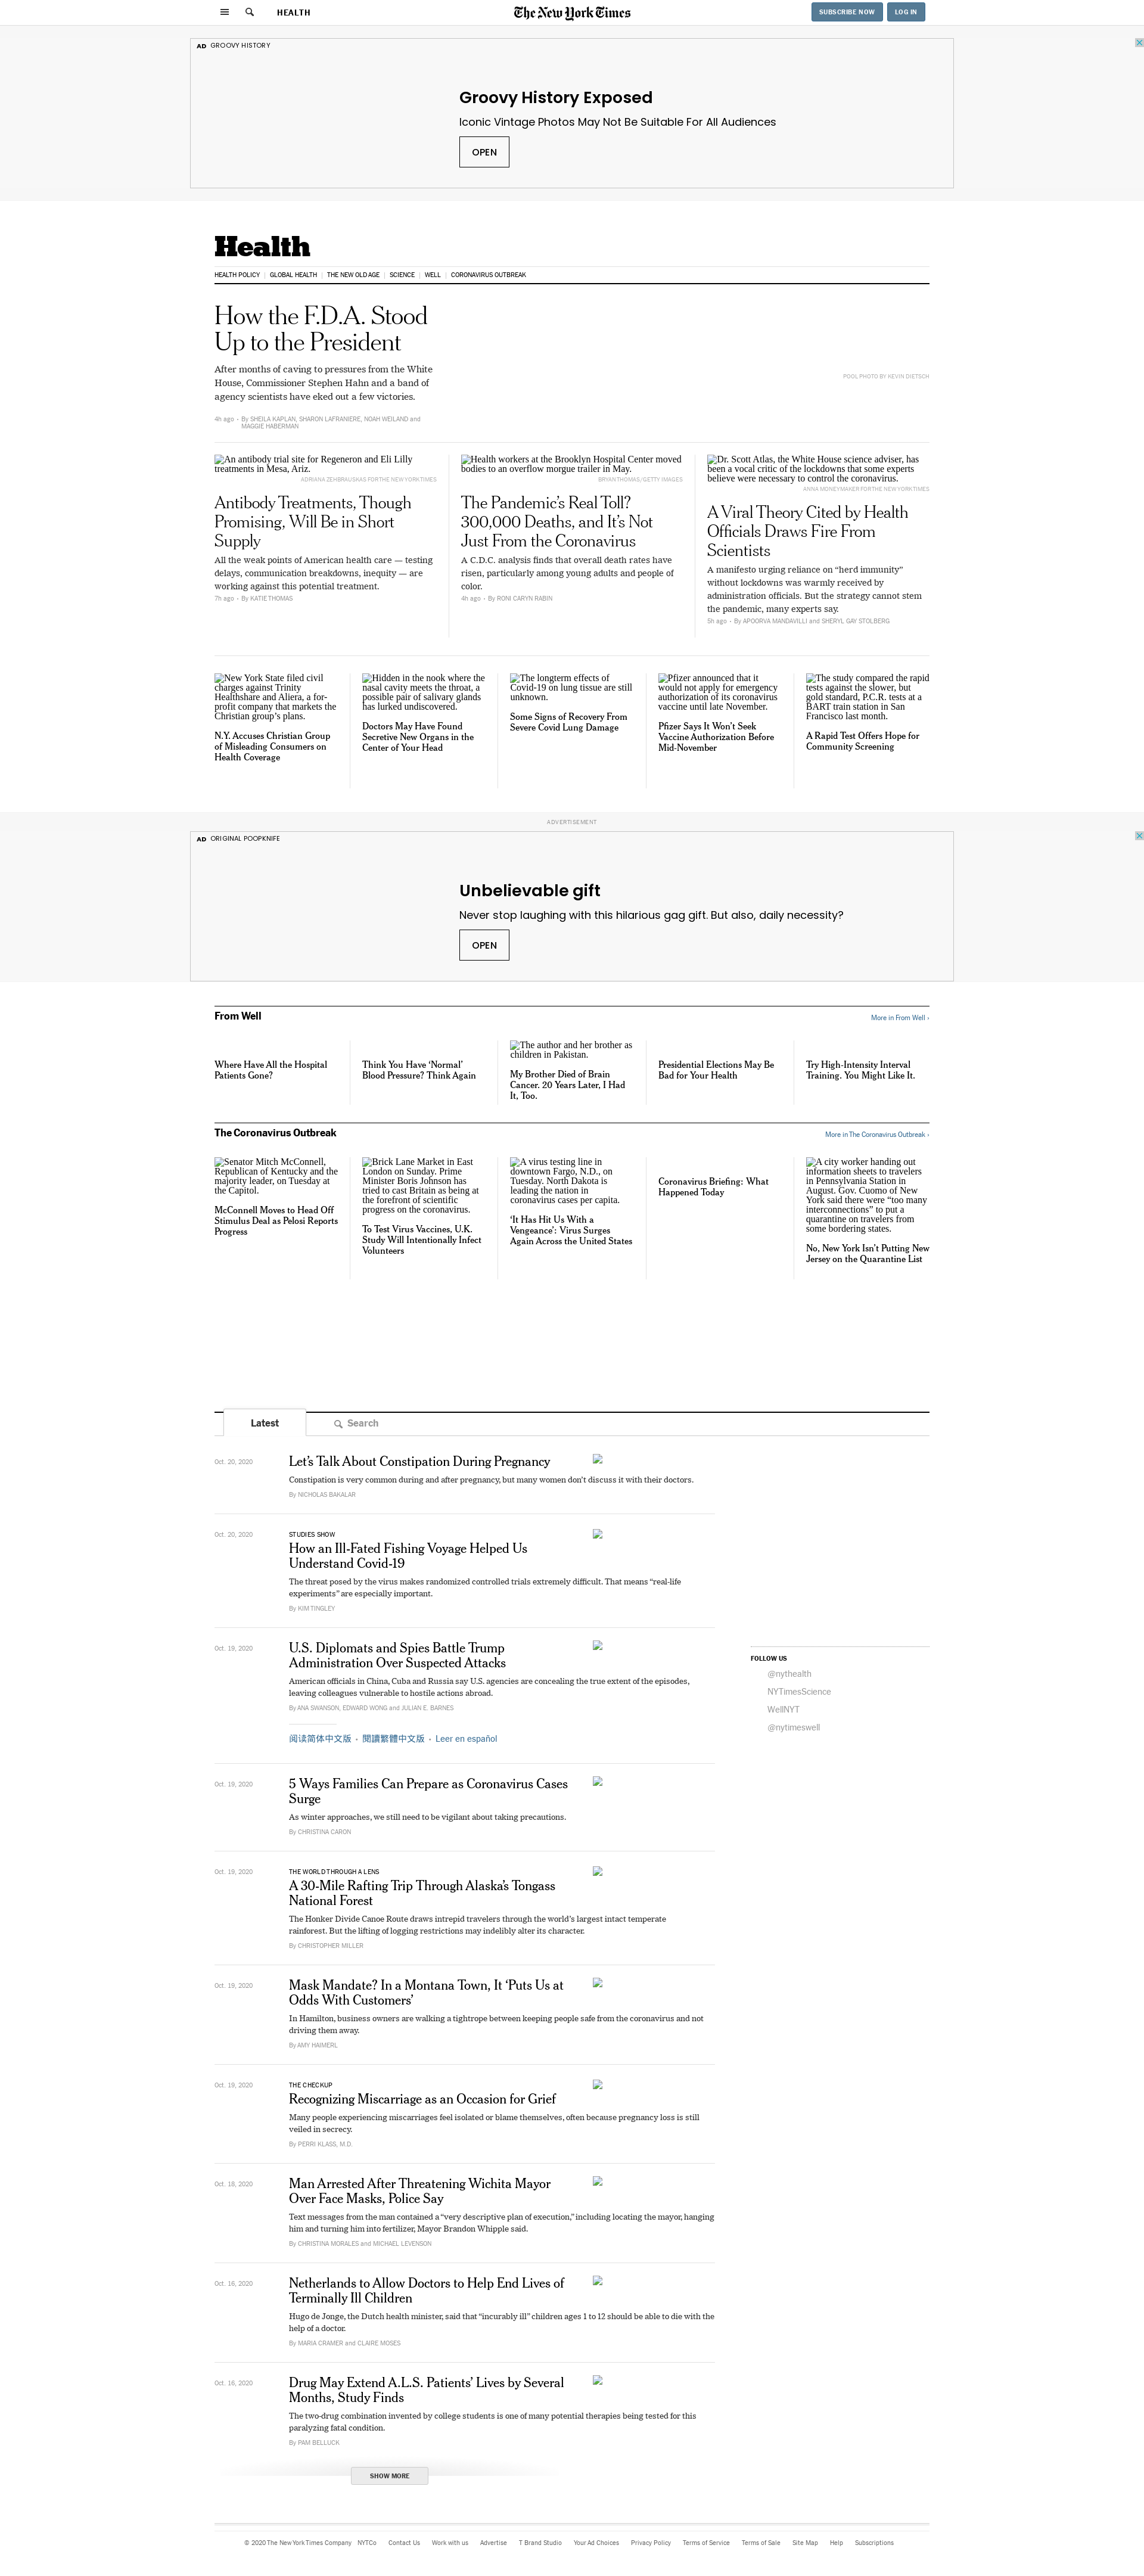 HEALTH
The New York Times
SUBSCRIBE NOW
LOG IN
AD GROOVY HISTORY
Groovy History Exposed
Iconic Vintage Photos May Not Be Suitable For All Audiences
OPEN
Health
HEALTH POLICY | GLOBAL HEALTH | THE NEW OLD AGE | SCIENCE | WELL | CORONAVIRUS OUTBREAK
How the F.D.A. Stood
Up to the President
After months of caving to pressures from the White
House, Commissioner Stephen Hahn and a band of
agency scientists have eked out a few victories.
4h ago • By SHEILA KAPLAN, SHARON LAFRANIERE, NOAH WEILAND and
MAGGIE HABERMAN
POOL PHOTO BY KEVIN DIETSCH
An antibody trial site for Regeneron and Eli Lilly
treatments in Mesa, Ariz.
ADRIANA ZEHBRAUSKAS FOR THE NEW YORK TIMES
Antibody Treatments, Though
Promising, Will Be in Short
Supply
All the weak points of American health care — testing
delays, communication breakdowns, inequity — are
working against this potential treatment.
7h ago • By KATIE THOMAS
Health workers at the Brooklyn Hospital Center moved
bodies to an overflow morgue trailer in May.
BRYAN THOMAS/GETTY IMAGES
The Pandemic’s Real Toll?
300,000 Deaths, and It’s Not
Just From the Coronavirus
A C.D.C. analysis finds that overall death rates have
risen, particularly among young adults and people of
color.
4h ago • By RONI CARYN RABIN
Dr. Scott Atlas, the White House science adviser, has
been a vocal critic of the lockdowns that some experts
believe were necessary to control the coronavirus.
ANNA MONEYMAKER FOR THE NEW YORK TIMES
A Viral Theory Cited by Health
Officials Draws Fire From
Scientists
A manifesto urging reliance on “herd immunity”
without lockdowns was warmly received by
administration officials. But the strategy cannot stem
the pandemic, many experts say.
5h ago • By APOORVA MANDAVILLI and SHERYL GAY STOLBERG
New York State filed civil
charges against Trinity
Healthshare and Aliera, a for-
profit company that markets the
Christian group’s plans.
N.Y. Accuses Christian Group
of Misleading Consumers on
Health Coverage
Hidden in the nook where the
nasal cavity meets the throat, a
possible pair of salivary glands
has lurked undiscovered.
Doctors May Have Found
Secretive New Organs in the
Center of Your Head
The longterm effects of
Covid-19 on lung tissue are still
unknown.
Some Signs of Recovery From
Severe Covid Lung Damage
Pfizer announced that it
would not apply for emergency
authorization of its coronavirus
vaccine until late November.
Pfizer Says It Won’t Seek
Vaccine Authorization Before
Mid-November
The study compared the rapid
tests against the slower, but
gold standard, P.C.R. tests at a
BART train station in San
Francisco last month.
A Rapid Test Offers Hope for
Community Screening
ADVERTISEMENT
AD ORIGINAL POOPKNIFE
Unbelievable gift
Never stop laughing with this hilarious gag gift. But also, daily necessity?
OPEN
From Well
More in From Well ›
Where Have All the Hospital
Patients Gone?
Think You Have ‘Normal’
Blood Pressure? Think Again
The author and her brother as
children in Pakistan.
My Brother Died of Brain
Cancer. 20 Years Later, I Had
It, Too.
Presidential Elections May Be
Bad for Your Health
Try High-Intensity Interval
Training. You Might Like It.
The Coronavirus Outbreak
More in The Coronavirus Outbreak ›
Senator Mitch McConnell,
Republican of Kentucky and the
majority leader, on Tuesday at
the Capitol.
McConnell Moves to Head Off
Stimulus Deal as Pelosi Reports
Progress
Brick Lane Market in East
London on Sunday. Prime
Minister Boris Johnson has
tried to cast Britain as being at
the forefront of scientific
progress on the coronavirus.
To Test Virus Vaccines, U.K.
Study Will Intentionally Infect
Volunteers
A virus testing line in
downtown Fargo, N.D., on
Tuesday. North Dakota is
leading the nation in
coronavirus cases per capita.
‘It Has Hit Us With a
Vengeance’: Virus Surges
Again Across the United States
Coronavirus Briefing: What
Happened Today
A city worker handing out
information sheets to travelers
in Pennsylvania Station in
August. Gov. Cuomo of New
York said there were “too many
interconnections” to put a
quarantine on travelers from
some bordering states.
No, New York Isn’t Putting New
Jersey on the Quarantine List
Latest
Search
Oct. 20, 2020
Let’s Talk About Constipation During Pregnancy
Constipation is very common during and after pregnancy, but many women don’t discuss it with their doctors.
By NICHOLAS BAKALAR
Oct. 20, 2020
STUDIES SHOW
How an Ill-Fated Fishing Voyage Helped Us
Understand Covid-19
The threat posed by the virus makes randomized controlled trials extremely difficult. That means “real-life
experiments” are especially important.
By KIM TINGLEY
Oct. 19, 2020
U.S. Diplomats and Spies Battle Trump
Administration Over Suspected Attacks
American officials in China, Cuba and Russia say U.S. agencies are concealing the true extent of the episodes,
leaving colleagues vulnerable to hostile actions abroad.
By ANA SWANSON, EDWARD WONG and JULIAN E. BARNES
阅读简体中文版 • 閱讀繁體中文版 • Leer en español
FOLLOW US
@nythealth
NYTimesScience
WellNYT
@nytimeswell
Oct. 19, 2020
5 Ways Families Can Prepare as Coronavirus Cases
Surge
As winter approaches, we still need to be vigilant about taking precautions.
By CHRISTINA CARON
Oct. 19, 2020
THE WORLD THROUGH A LENS
A 30-Mile Rafting Trip Through Alaska’s Tongass
National Forest
The Honker Divide Canoe Route draws intrepid travelers through the world’s largest intact temperate
rainforest. But the lifting of logging restrictions may indelibly alter its character.
By CHRISTOPHER MILLER
Oct. 19, 2020
Mask Mandate? In a Montana Town, It ‘Puts Us at
Odds With Customers’
In Hamilton, business owners are walking a tightrope between keeping people safe from the coronavirus and not
driving them away.
By AMY HAIMERL
Oct. 19, 2020
THE CHECKUP
Recognizing Miscarriage as an Occasion for Grief
Many people experiencing miscarriages feel isolated or blame themselves, often because pregnancy loss is still
veiled in secrecy.
By PERRI KLASS, M.D.
Oct. 18, 2020
Man Arrested After Threatening Wichita Mayor
Over Face Masks, Police Say
Text messages from the man contained a “very descriptive plan of execution,” including locating the mayor, hanging
him and turning him into fertilizer, Mayor Brandon Whipple said.
By CHRISTINA MORALES and MICHAEL LEVENSON
Oct. 16, 2020
Netherlands to Allow Doctors to Help End Lives of
Terminally Ill Children
Hugo de Jonge, the Dutch health minister, said that “incurably ill” children ages 1 to 12 should be able to die with the
help of a doctor.
By MARIA CRAMER and CLAIRE MOSES
Oct. 16, 2020
Drug May Extend A.L.S. Patients’ Lives by Several
Months, Study Finds
The two-drug combination invented by college students is one of many potential therapies being tested for this
paralyzing fatal condition.
By PAM BELLUCK
SHOW MORE
© 2020 The New York Times Company NYTCo Contact Us Work with us Advertise T Brand Studio Your Ad Choices Privacy Policy Terms of Service Terms of Sale Site Map Help Subscriptions